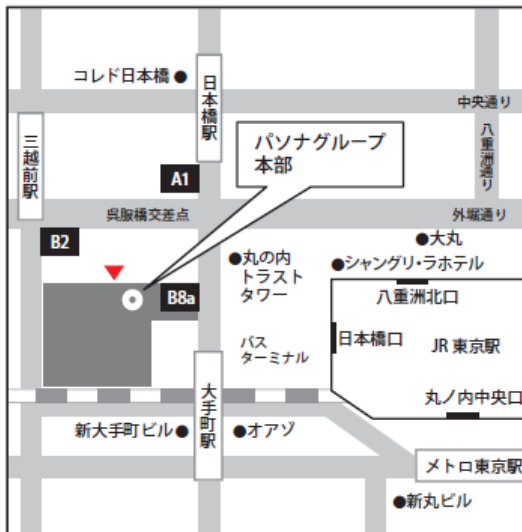 コレド日本橋
日本橋駅
中央通り
三越前駅
パソナグループ
本部
八重洲通り
A1
呉服橋交差点
外堀通り
B2
大丸
丸の内
トラスト
タワー
シャングリ・ラホテル
八重洲北口
B8a
バス
ターミナル
日本橋口
JR 東京駅
大手町駅
丸ノ内中央口
新大手町ビル
オアゾ
メトロ東京駅
新丸ビル